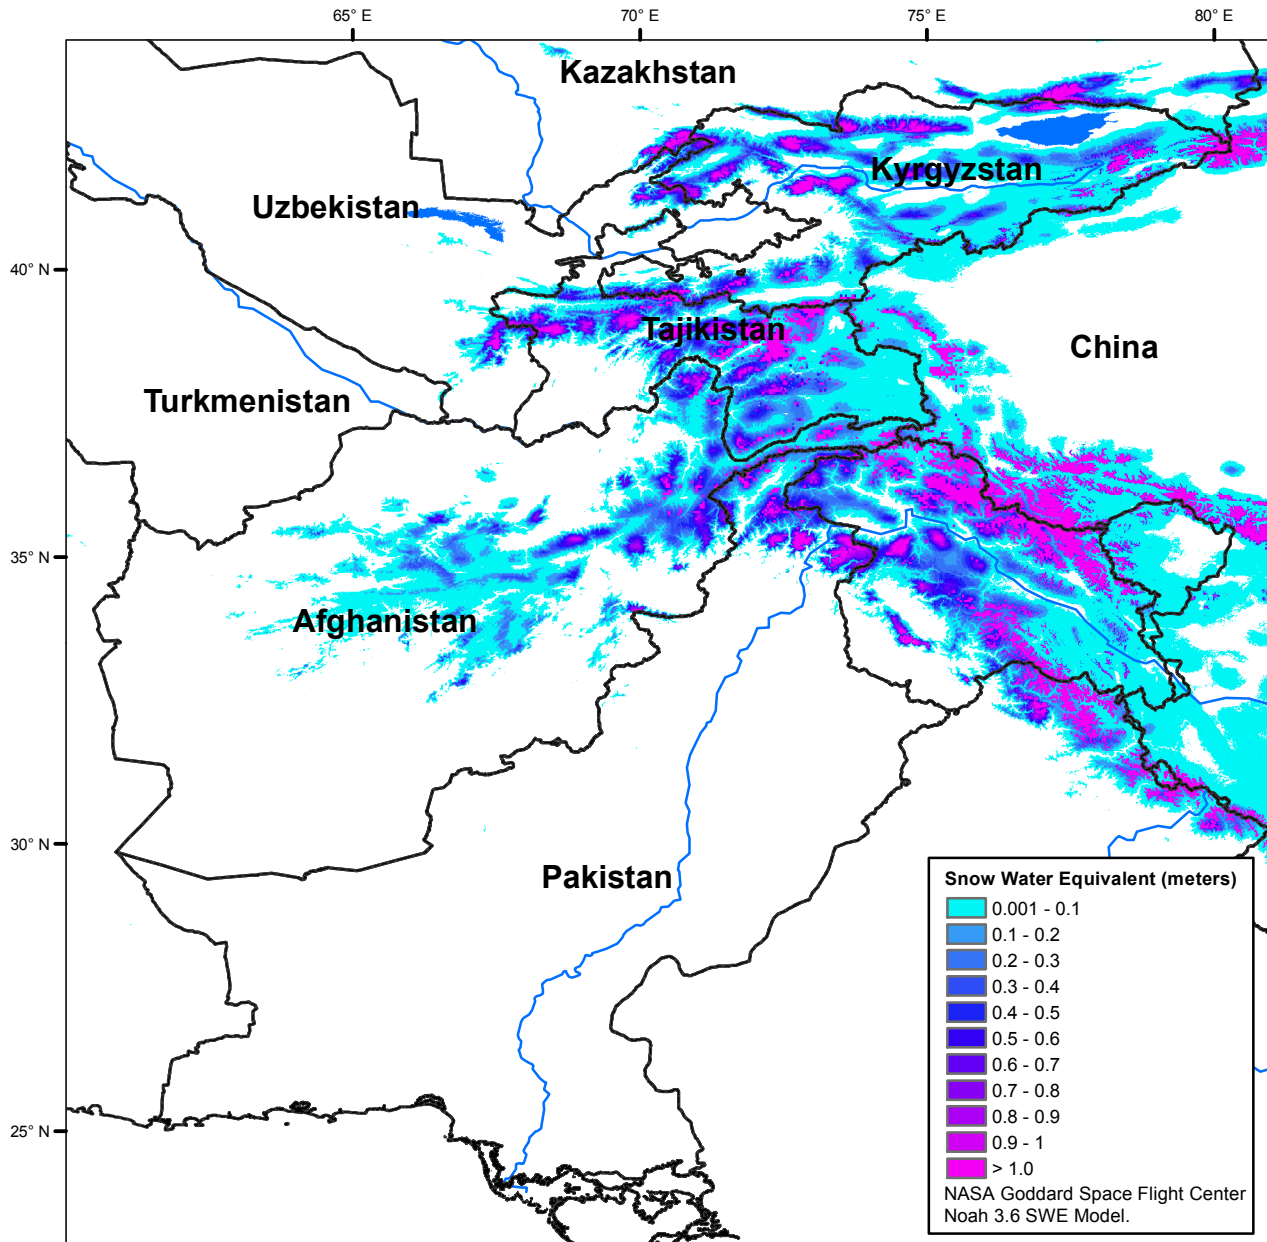 65° E
70° E
75° E
80° E
Kazakhstan
Kyrgyzstan
Uzbekistan
40° N
Tajikistan
China
Turkmenistan
35° N
Afghanistan
30° N
Pakistan
25° N
Snow Water Equivalent (meters)
0.001 - 0.1
0.1 - 0.2
0.2 - 0.3
0.3 - 0.4
0.4 - 0.5
0.5 - 0.6
0.6 - 0.7
0.7 - 0.8
0.8 - 0.9
0.9 - 1
> 1.0
NASA Goddard Space Flight Center
Noah 3.6 SWE Model.